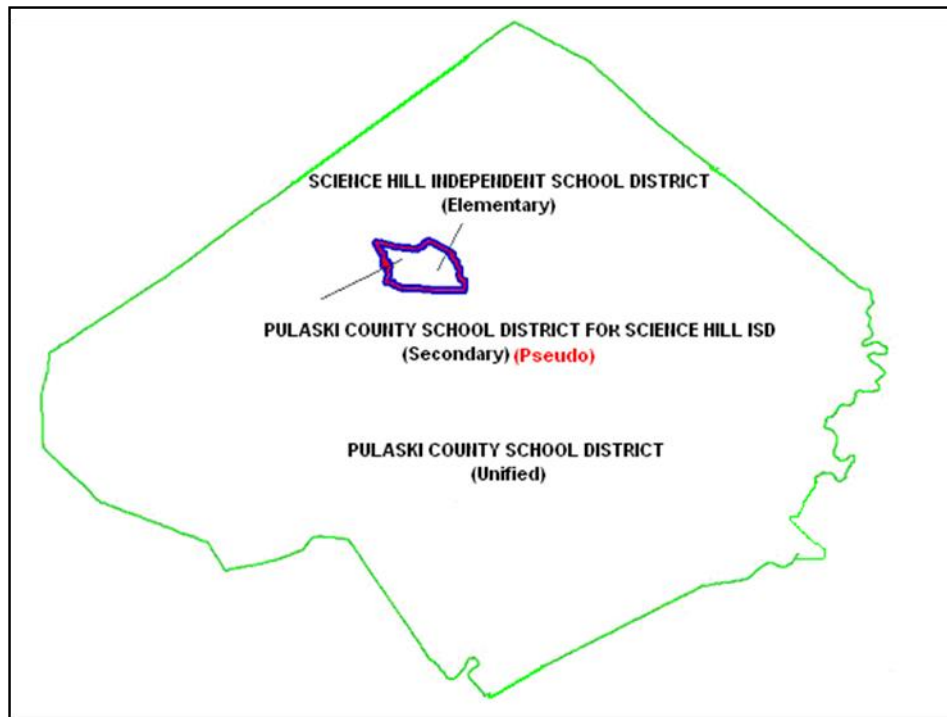 SCIENCE HILL INDEPENDENT SCHOOL DISTRICT
(Elementary)
PULASKI COUNTY SCHOOL DISTRICT FOR SCIENCE HILL ISD
(Secondary) (Pseudo)
PULASKI COUNTY SCHOOL DISTRICT
(Unified)